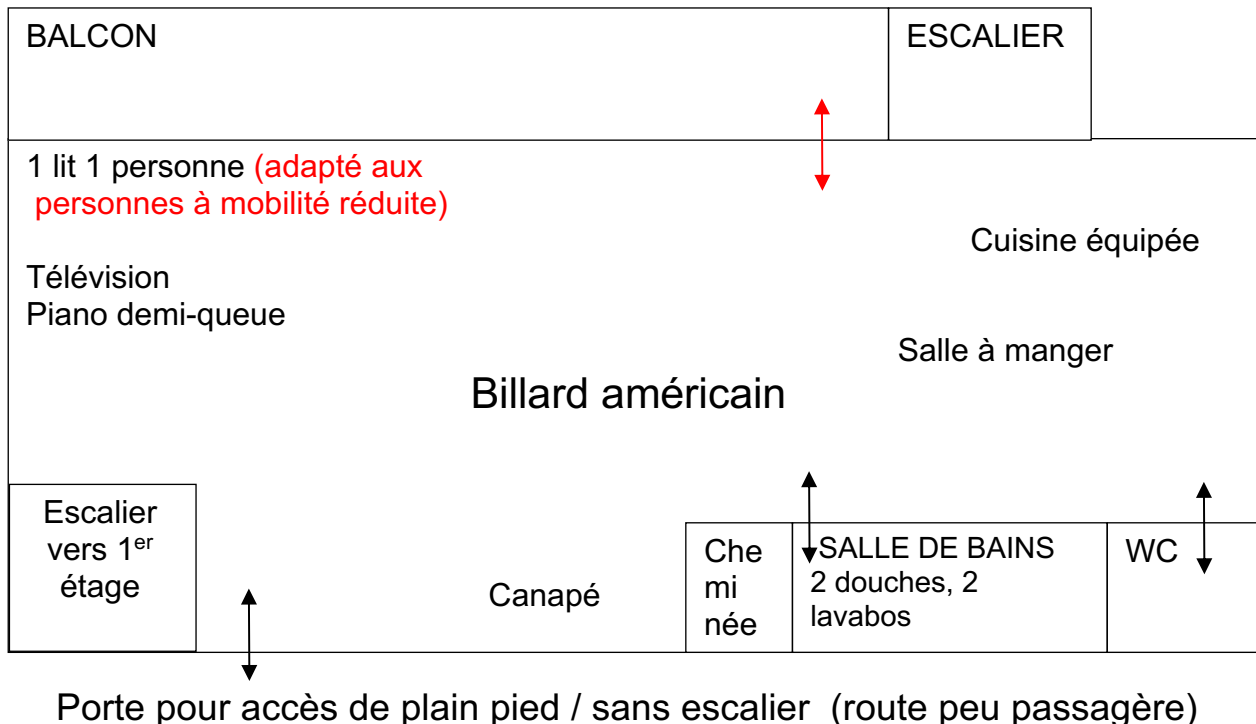 BALCON
ESCALIER
1 lit 1 personne (adapté aux
personnes à mobilité réduite)
Cuisine équipée
Télévision
Piano demi-queue
Salle à manger
Billard américain
Escalier
vers 1er
étage
Canapé
Che
mi
née
SALLE DE BAINS
2 douches, 2
lavabos
WC
Porte pour accès de plain pied / sans escalier (route peu passagère)